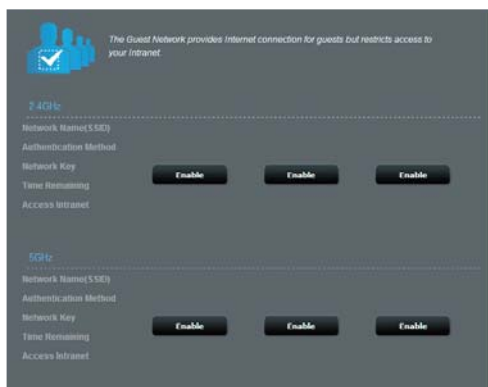 The Guest Network provides Internet connection for guests but restricts access to
your Intranet.
2.4GHz
Network Name(SSID)
Authentication Method
Network Key
Enable Enable Enable
Time Remaining
Access Intranet
5GHz
Network Name(SSID)
Authentication Method
Network Key
Enable Enable Enable
Time Remaining
Access Intranet